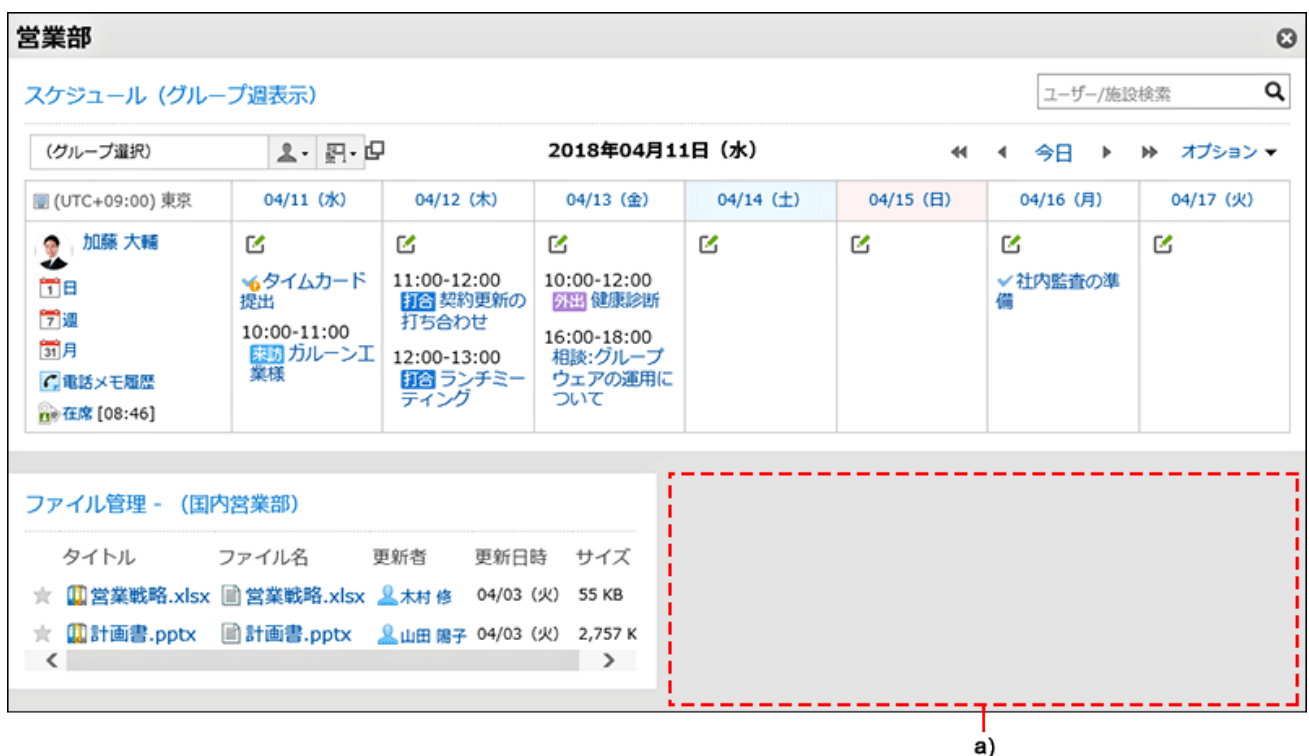 営業部
スケジュール（グループ週表示）
ユーザー/施設検索
（グループ選択）
2018年04月11日（水）
今日
オプション
(UTC+09:00) 東京
04/11（水）
04/12（木）
04/13（金）
04/14（土）
04/15（日）
04/16（月）
04/17（火）
加藤 大輔
1 日
7 週
31 月
電話メモ履歴
在席 [08:46]
タイムカード
提出
10:00-11:00
来訪 ガルーン工
業様
11:00-12:00
打合 契約更新の
打ち合わせ
12:00-13:00
打合 ランチミー
ティング
10:00-12:00
外出 健康診断
16:00-18:00
相談:グループ
ウェアの運用に
ついて
社内監査の準
備
ファイル管理 - （国内営業部）
タイトル ファイル名 更新者 更新日時 サイズ
営業戦略.xlsx 営業戦略.xlsx 木村 修 04/03（火） 55 KB
計画書.pptx 計画書.pptx 山田 陽子 04/03（火） 2,757 K
a)